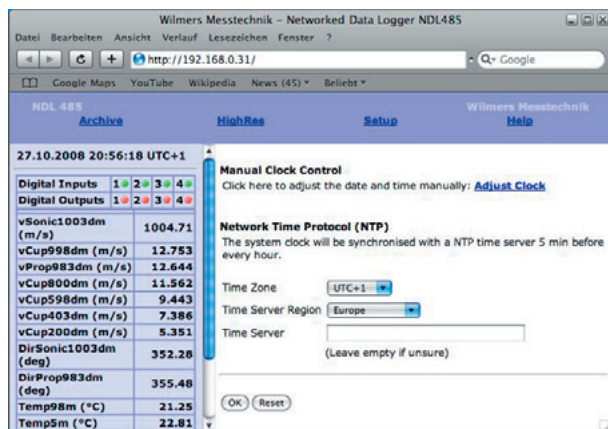 Wilmers Messtechnik – Networked Data Logger NDL485
Datei Bearbeiten Ansicht Verlauf Lesezeichen Fenster ?
http://192.168.0.31/
Google
Google Maps YouTube Wikipedia News (45) Beliebt
NDL 485 Wilmers Messtechnik
Archive HighRes Setup Help
27.10.2008 20:56:18 UTC+1
Digital Inputs 1 2 3 4
Digital Outputs 1 2 3 4
vSonic1003dm (m/s) 1004.71
vCup998dm (m/s) 12.753
vProp983dm (m/s) 12.644
vCup800dm (m/s) 11.562
vCup598dm (m/s) 9.443
vCup403dm (m/s) 7.386
vCup200dm (m/s) 5.351
DirSonic1003dm (deg) 352.28
DirProp983dm (deg) 355.48
Temp98m (°C) 21.25
Temp5m (°C) 22.81
Manual Clock Control
Click here to adjust the date and time manually: Adjust Clock
Network Time Protocol (NTP)
The system clock will be synchronised with a NTP time server 5 min before
every hour.
Time Zone UTC+1
Time Server Region Europe
Time Server
(Leave empty if unsure)
OK Reset